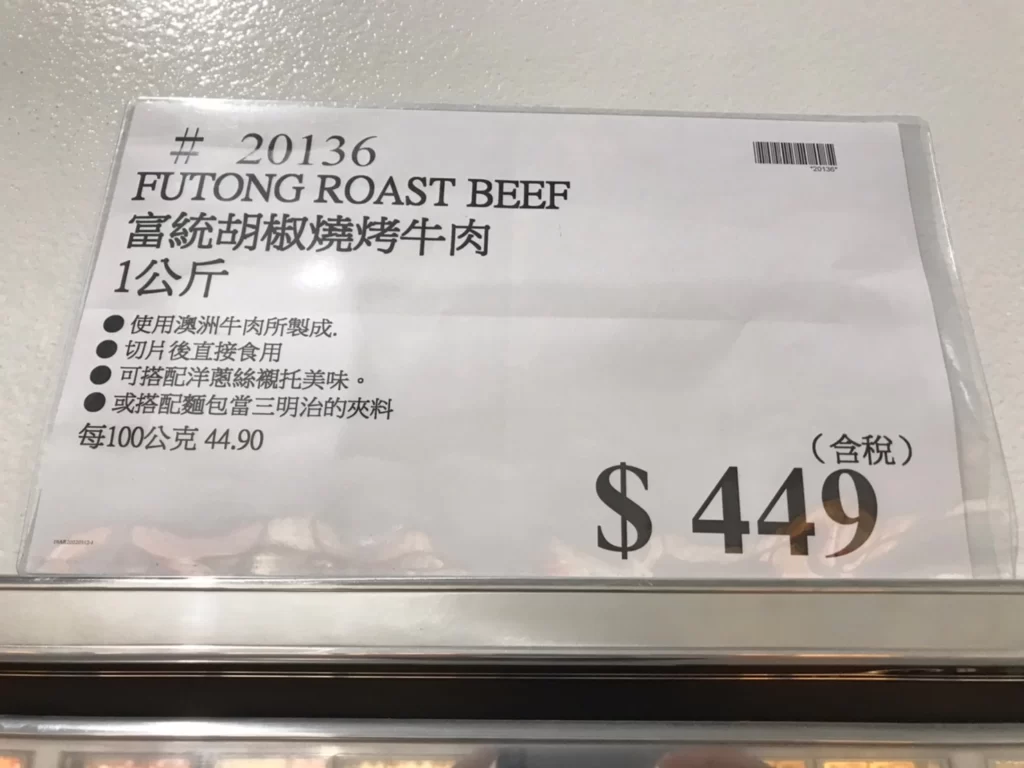 # 20136
"20136"
FUTONG ROAST BEEF
富統胡椒燒烤牛肉
1公斤
● 使用澳洲牛肉所製成.
● 切片後直接食用
● 可搭配洋蔥絲襯托美味。
● 或搭配麵包當三明治的夾料
每100公克 44.90
（含稅）
$ 449